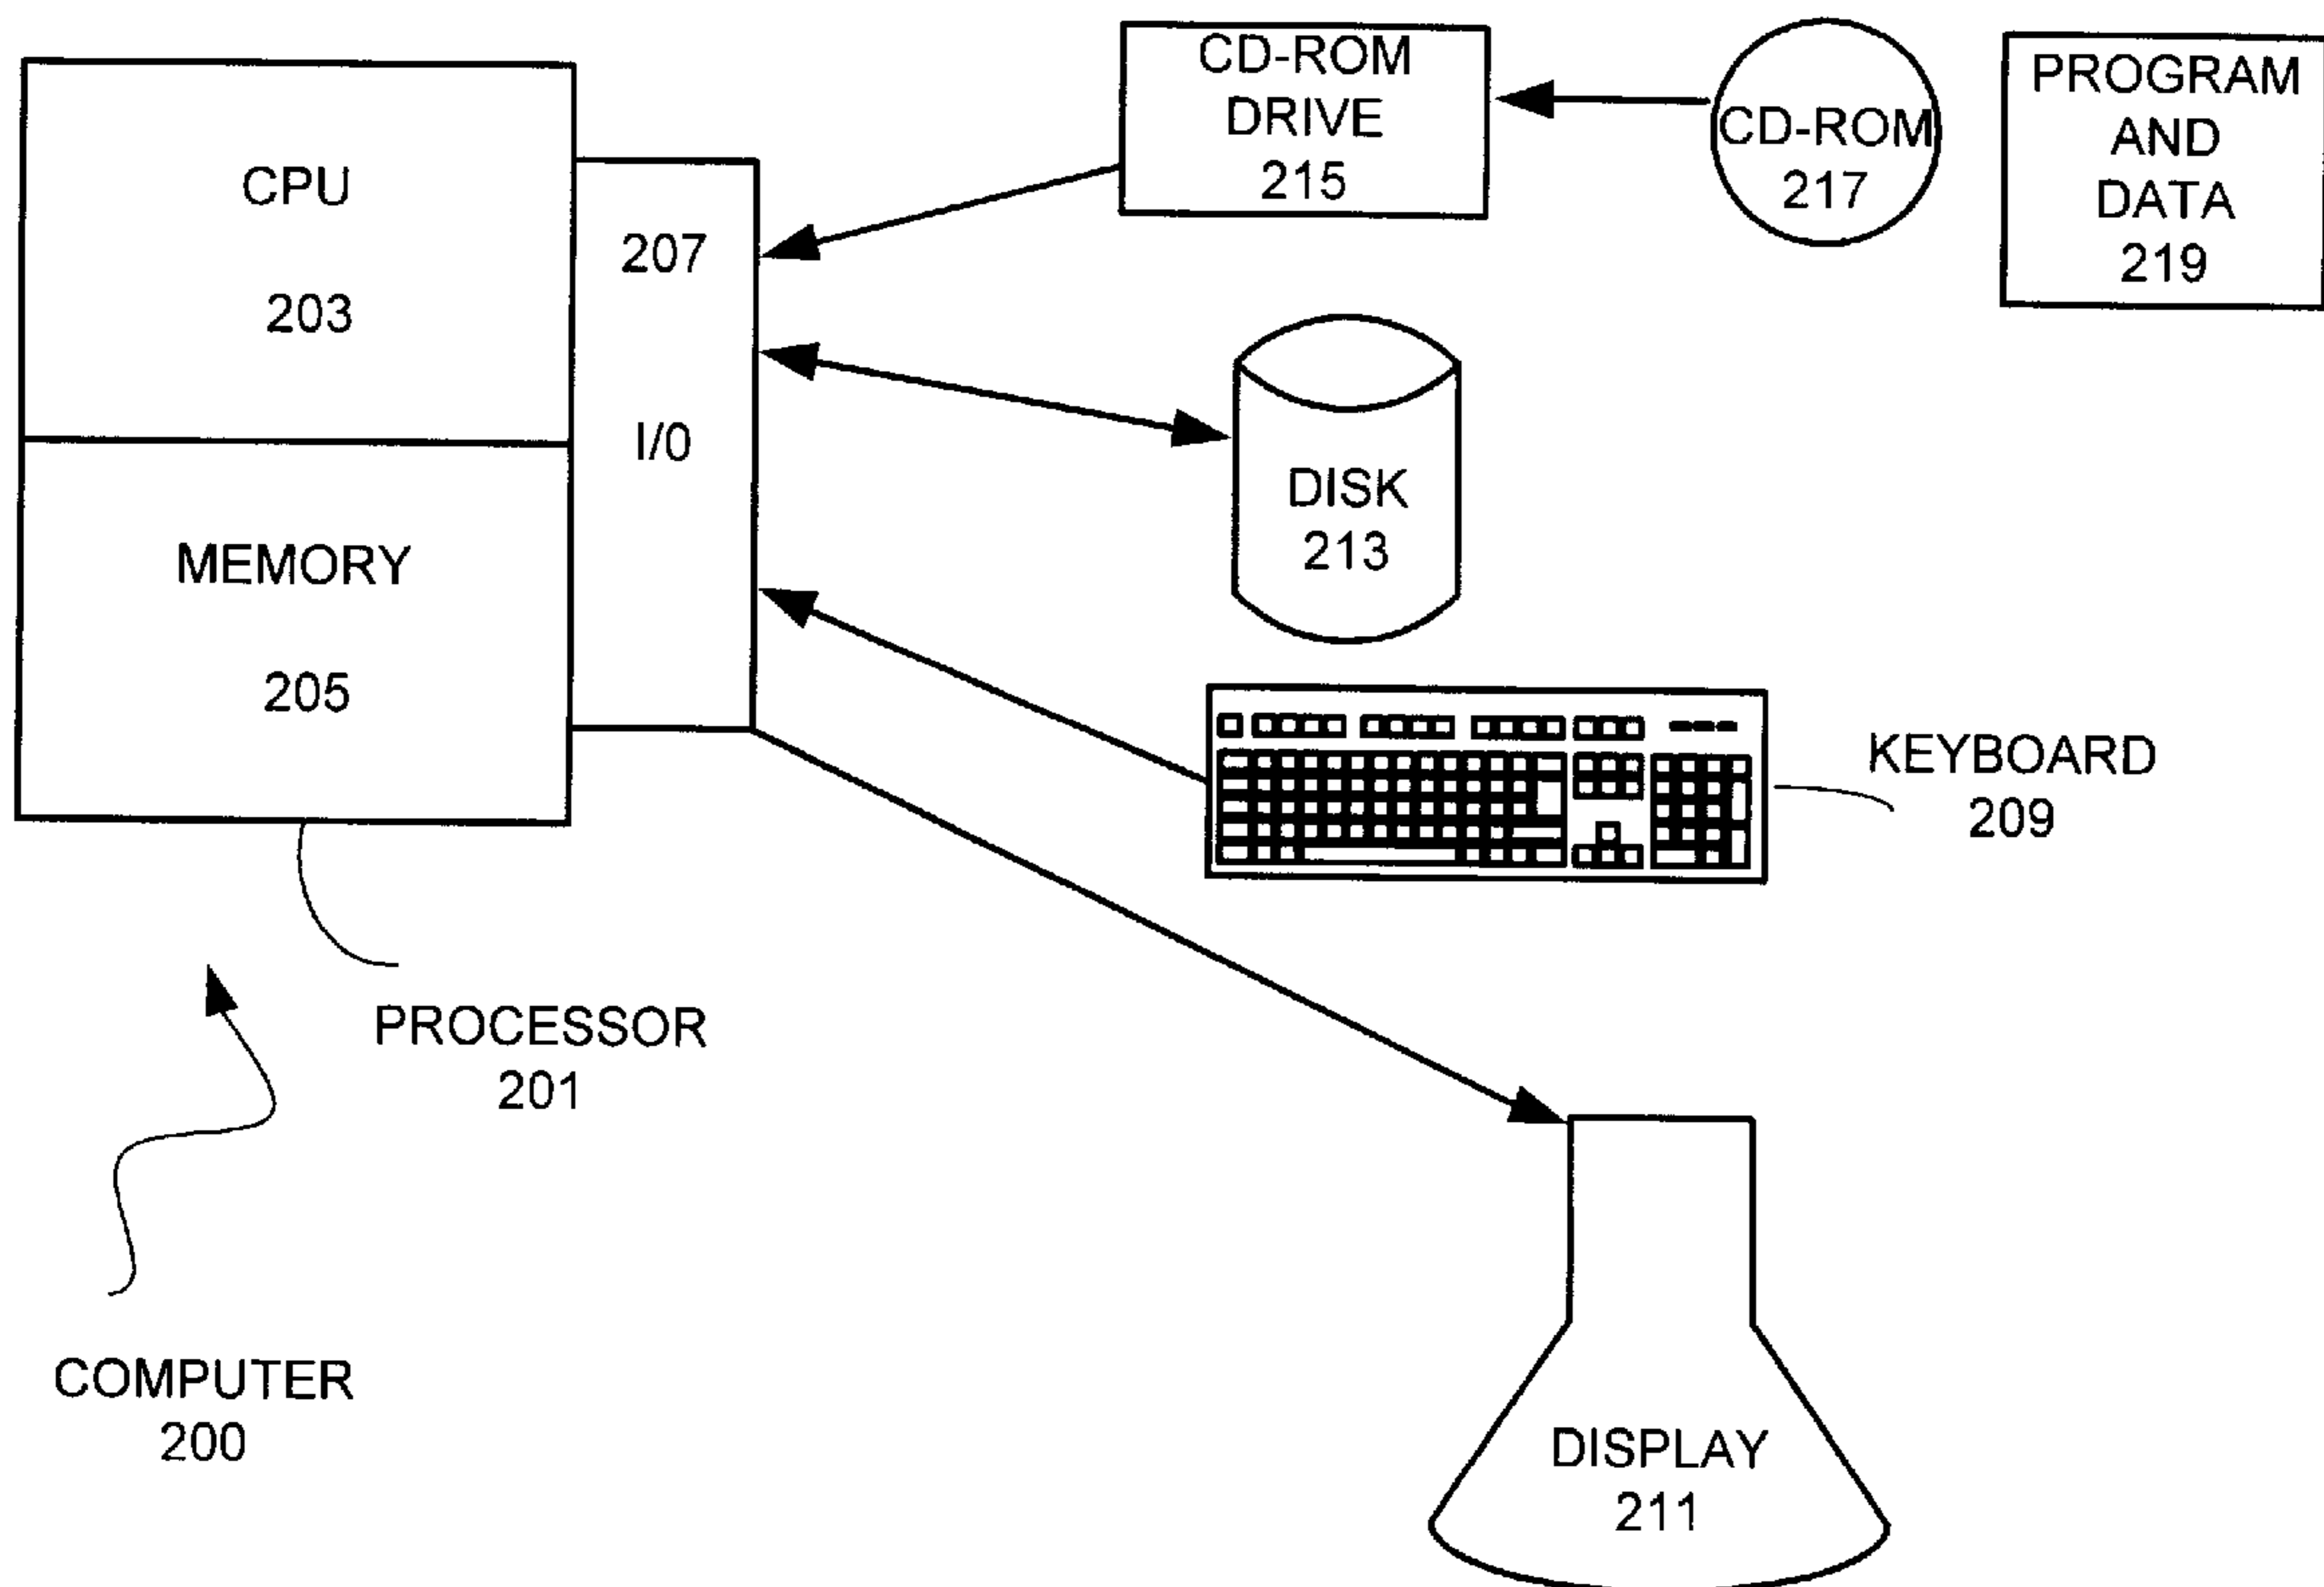 CPU
203
MEMORY
205
207
I/0
CD-ROM
DRIVE
215
CD-ROM
217
PROGRAM
AND
DATA
219
DISK
213
KEYBOARD
209
PROCESSOR
201
COMPUTER
200
DISPLAY
211